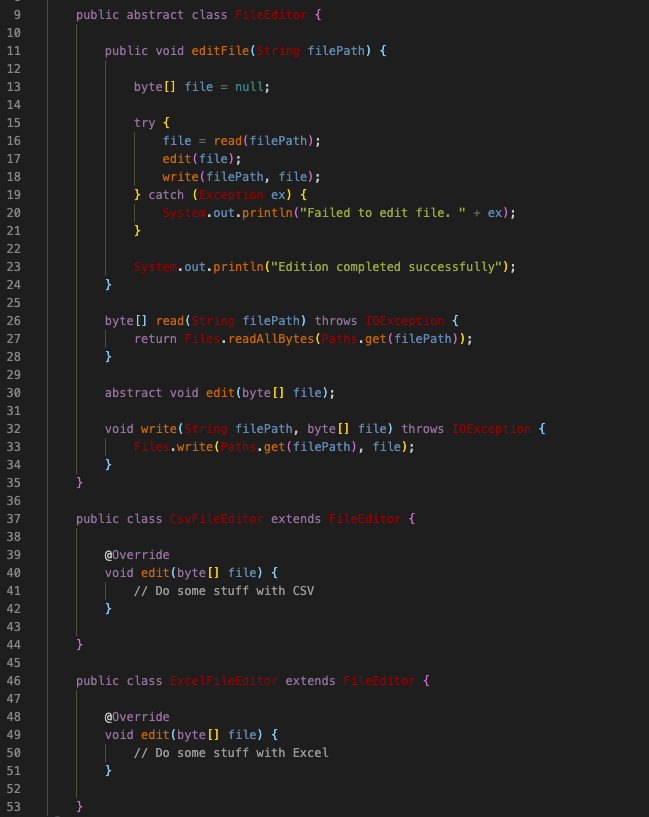 9 public abstract class FileEditor {
10
11 public void editFile(String filePath) {
12
13 byte[] file = null;
14
15 try {
16 file = read(filePath);
17 edit(file);
18 write(filePath, file);
19 } catch (Exception ex) {
20 System.out.println("Failed to edit file. " + ex);
21 }
22
23 System.out.println("Edition completed successfully");
24 }
25
26 byte[] read(String filePath) throws IOException {
27 return Files.readAllBytes(Paths.get(filePath));
28 }
29
30 abstract void edit(byte[] file);
31
32 void write(String filePath, byte[] file) throws IOException {
33 Files.write(Paths.get(filePath), file);
34 }
35 }
36
37 public class CsvFileEditor extends FileEditor {
38
39 @Override
40 void edit(byte[] file) {
41 // Do some stuff with CSV
42 }
43
44 }
45
46 public class ExcelFileEditor extends FileEditor {
47
48 @Override
49 void edit(byte[] file) {
50 // Do some stuff with Excel
51 }
52
53 }